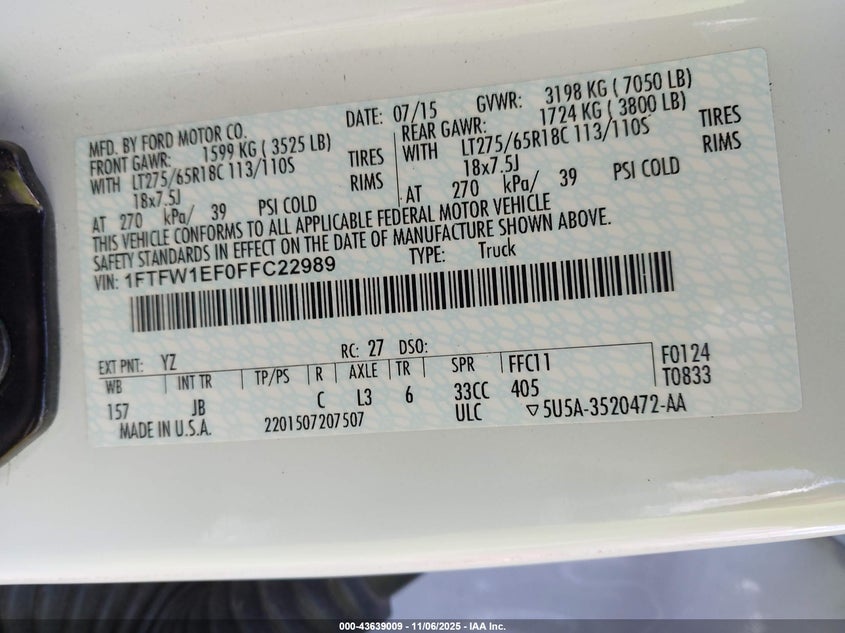 MFD. BY FORD MOTOR CO.
DATE: 07/15 GVWR: 3198 KG ( 7050 LB)
FRONT GAWR: 1599 KG ( 3525 LB)
WITH LT275/65R18C 113/110S TIRES
18x7.5J RIMS
AT 270 kPa/ 39 PSI COLD
REAR GAWR: 1724 KG ( 3800 LB)
WITH LT275/65R18C 113/110S TIRES
18x7.5J RIMS
AT 270 kPa/ 39 PSI COLD
THIS VEHICLE CONFORMS TO ALL APPLICABLE FEDERAL MOTOR VEHICLE
SAFETY STANDARDS IN EFFECT ON THE DATE OF MANUFACTURE SHOWN ABOVE.
VIN: 1FTFW1EF0FFC22989 TYPE: Truck
EXT PNT: YZ RC: 27 DSO:
WB INT TR TP/PS R AXLE TR SPR FFC11 F0124
157 JB C L3 6 33CC 405 T0833
MADE IN U.S.A. 2201507207507 ULC ▽5U5A-3520472-AA
000-43639009 - 11/06/2025 - IAA Inc.